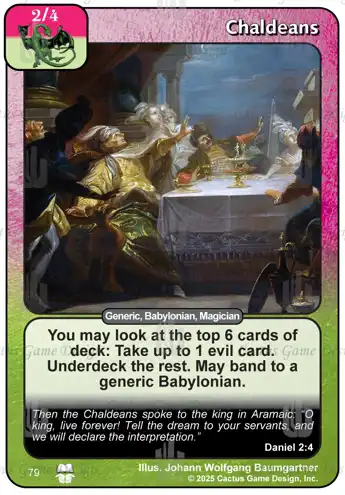 2/4
Chaldeans
Generic, Babylonian, Magician
You may look at the top 6 cards of
deck: Take up to 1 evil card.
Underdeck the rest. May band to a
generic Babylonian.
Then the Chaldeans spoke to the king in Aramaic: "O
king, live forever! Tell the dream to your servants, and
we will declare the interpretation."
Daniel 2:4
Illus. Johann Wolfgang Baumgartner
79
© 2025 Cactus Game Design, Inc.